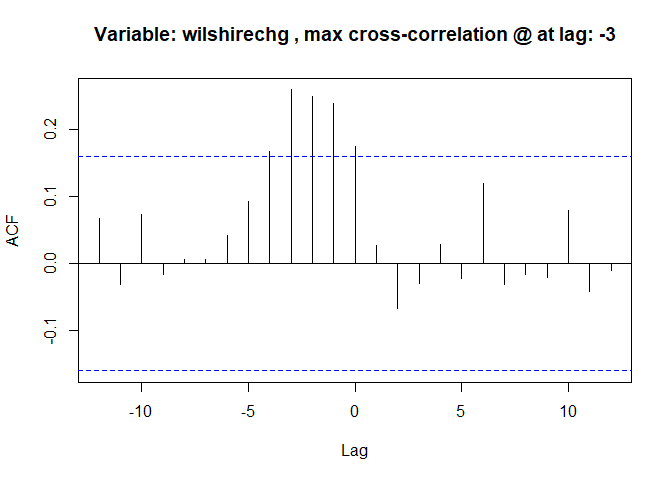 Variable: wilshirechg , max cross-correlation @ at lag: -3
0.2
0.1
0.0
-0.1
ACF
-10 -5 0 5 10
Lag